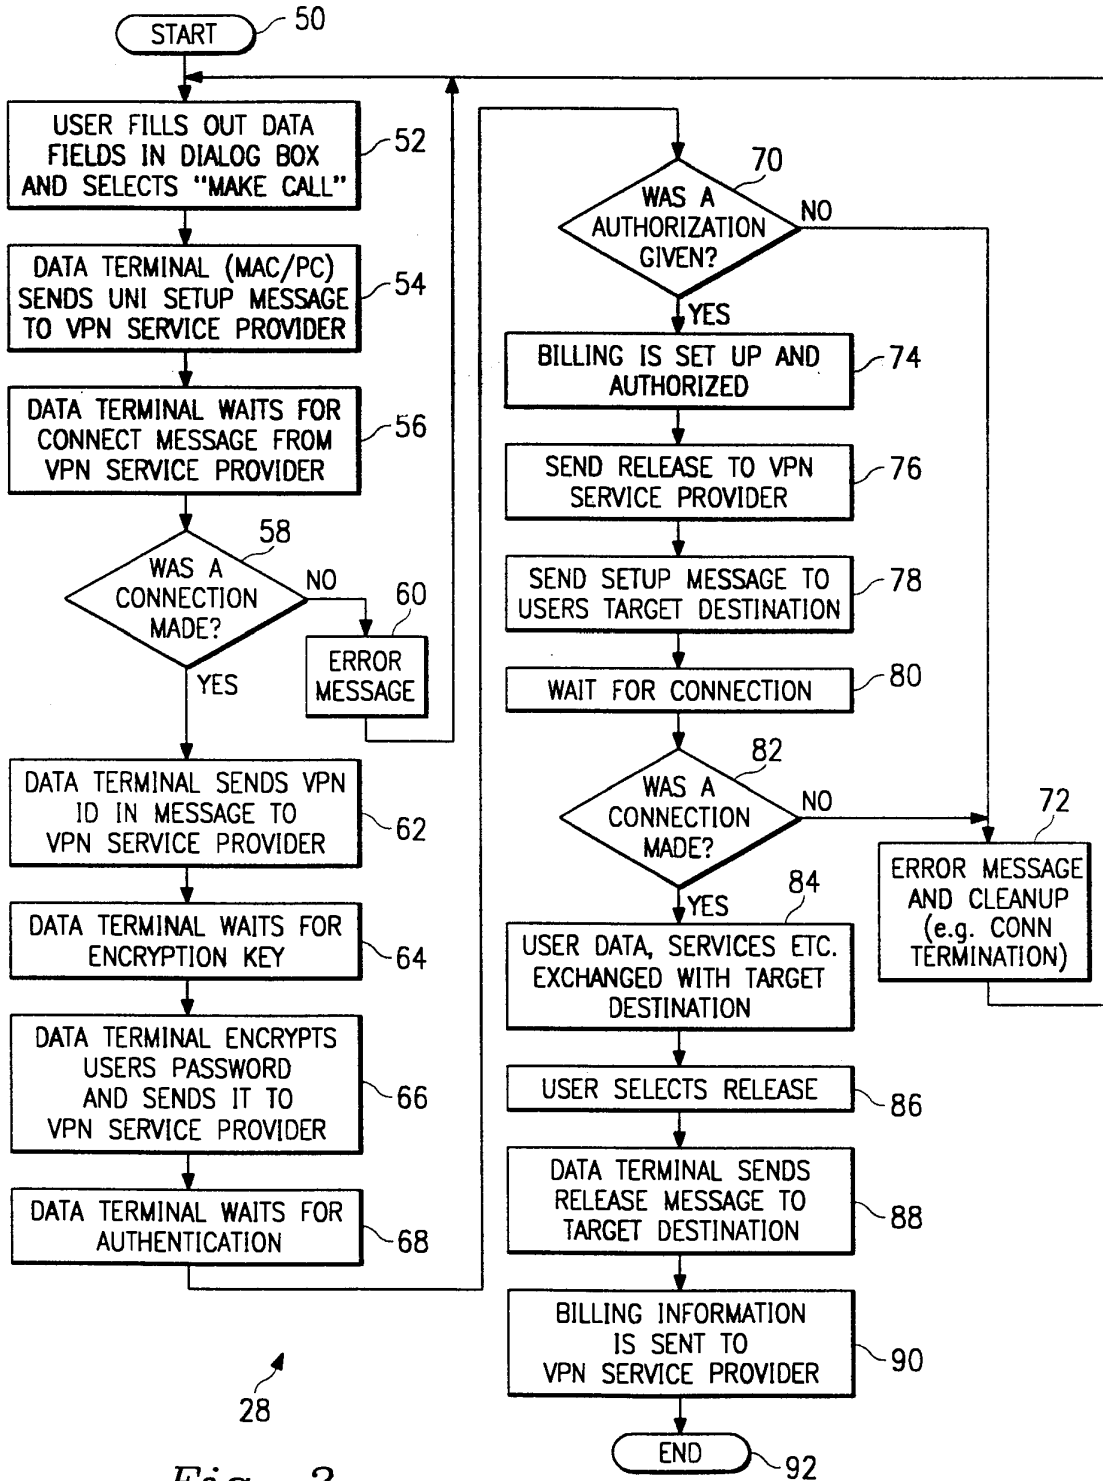 START
50
USER FILLS OUT DATA
FIELDS IN DIALOG BOX
AND SELECTS "MAKE CALL"
52
DATA TERMINAL (MAC/PC)
SENDS UNI SETUP MESSAGE
TO VPN SERVICE PROVIDER
54
DATA TERMINAL WAITS FOR
CONNECT MESSAGE FROM
VPN SERVICE PROVIDER
56
58
WAS A
CONNECTION
MADE?
NO
YES
60
ERROR
MESSAGE
DATA TERMINAL SENDS VPN
ID IN MESSAGE TO
VPN SERVICE PROVIDER
62
DATA TERMINAL WAITS FOR
ENCRYPTION KEY
64
DATA TERMINAL ENCRYPTS
USERS PASSWORD
AND SENDS IT TO
VPN SERVICE PROVIDER
66
DATA TERMINAL WAITS FOR
AUTHENTICATION
68
70
WAS A
AUTHORIZATION
GIVEN?
NO
YES
BILLING IS SET UP AND
AUTHORIZED
74
SEND RELEASE TO VPN
SERVICE PROVIDER
76
SEND SETUP MESSAGE TO
USERS TARGET DESTINATION
78
WAIT FOR CONNECTION
80
82
WAS A
CONNECTION
MADE?
NO
YES
72
ERROR MESSAGE
AND CLEANUP
(e.g. CONN
TERMINATION)
84
USER DATA, SERVICES ETC.
EXCHANGED WITH TARGET
DESTINATION
USER SELECTS RELEASE
86
DATA TERMINAL SENDS
RELEASE MESSAGE TO
TARGET DESTINATION
88
BILLING INFORMATION
IS SENT TO
VPN SERVICE PROVIDER
90
END
92
28